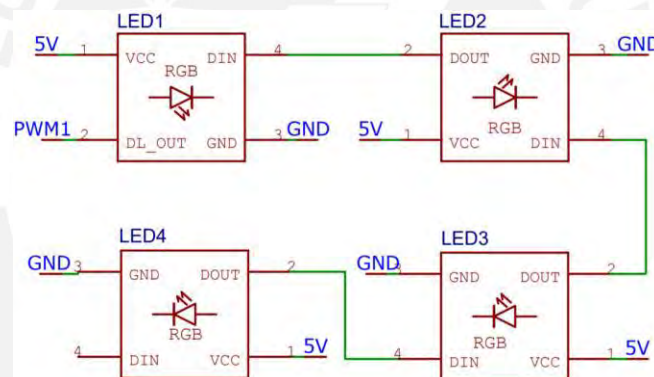 LED1 LED2
5V 1 VCC DIN 4 2 DOUT GND 3 GND
RGB
PWM1 2 DL_OUT GND 3 GND 5V 1 VCC RGB DIN 4
LED4 LED3
GND 3 GND DOUT 2 GND 3 GND DOUT 2
RGB RGB
4 DIN VCC 1 5V 4 DIN VCC 1 5V